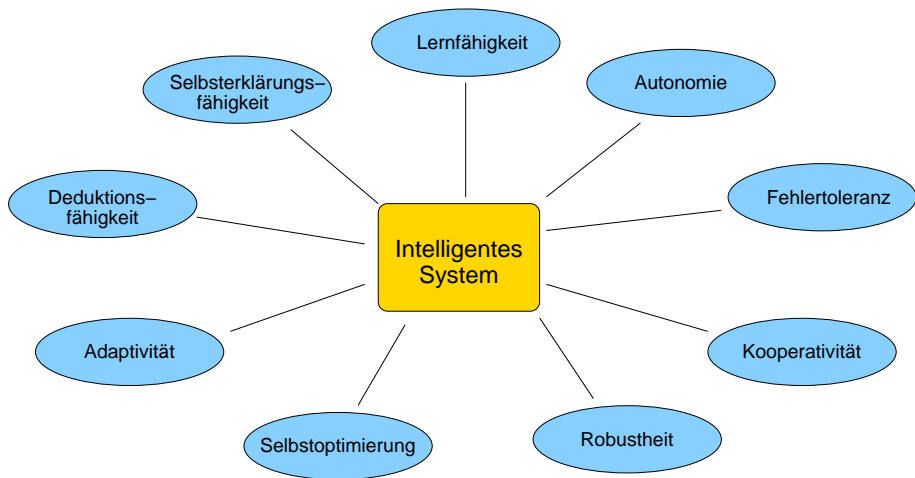 Lernfähigkeit
Selbsterklärungs–
fähigkeit
Autonomie
Deduktions–
fähigkeit
Fehlertoleranz
Intelligentes
System
Adaptivität
Kooperativität
Selbstoptimierung
Robustheit